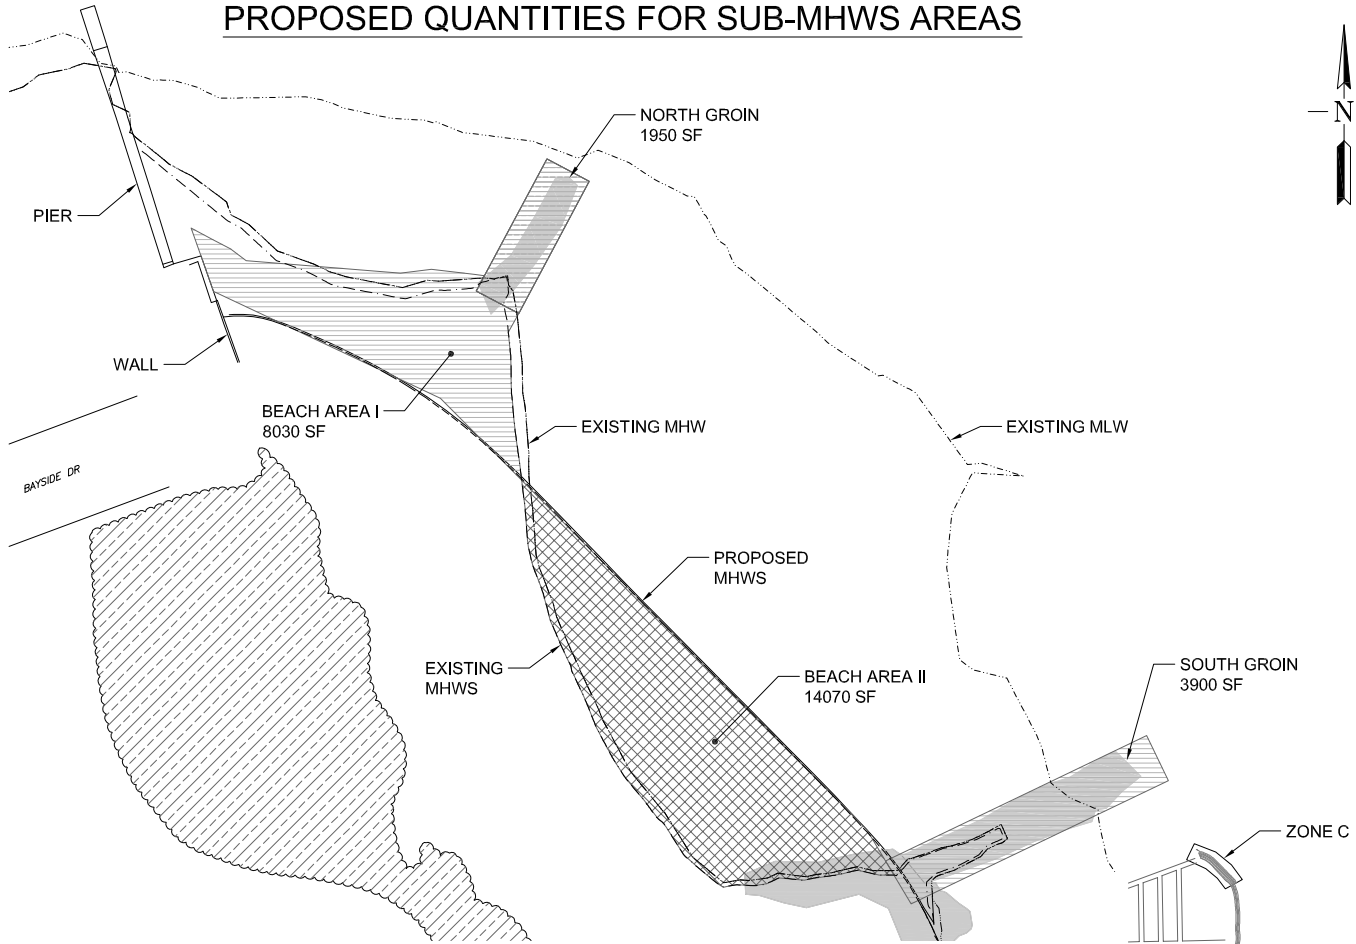 PROPOSED QUANTITIES FOR SUB-MHWS AREAS
N
NORTH GROIN
1950 SF
PIER
WALL
BEACH AREA I
8030 SF
EXISTING MHW
EXISTING MLW
BAYSIDE DR
PROPOSED
MHWS
EXISTING
MHWS
BEACH AREA II
14070 SF
SOUTH GROIN
3900 SF
ZONE C